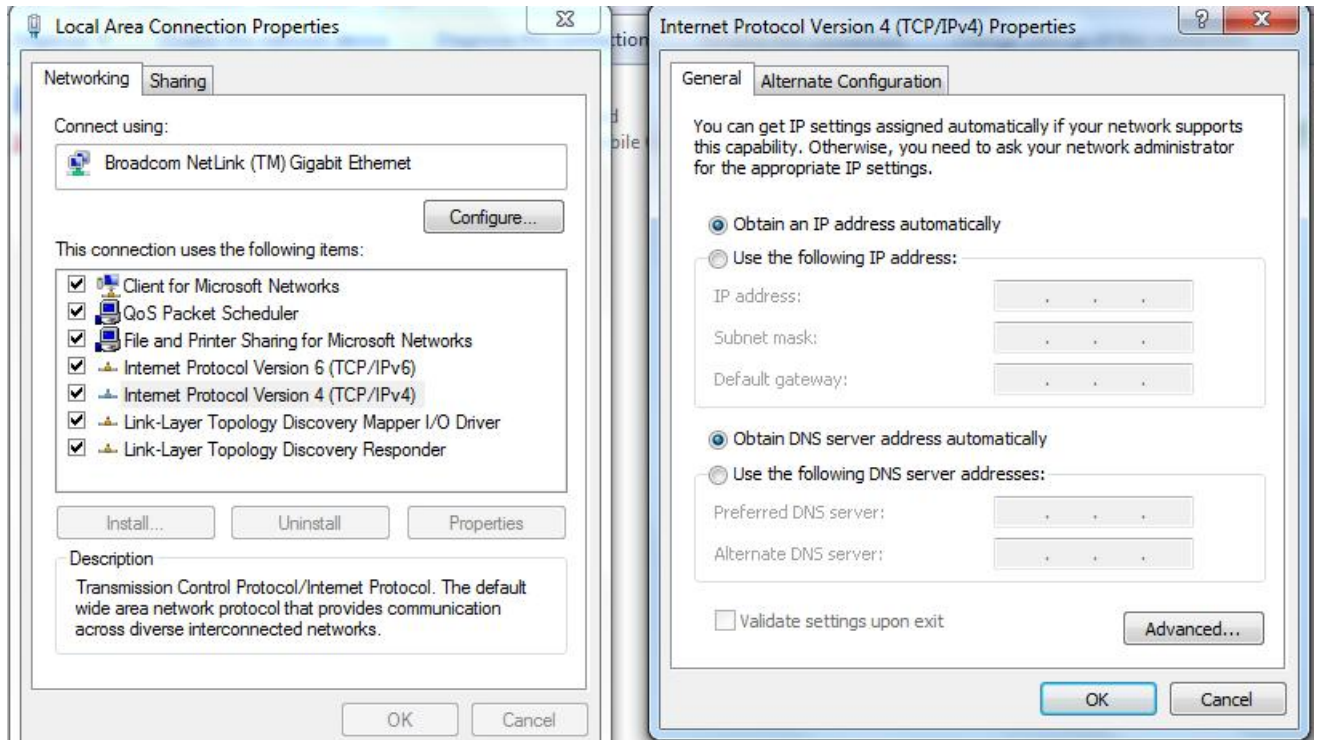 Local Area Connection Properties
Networking
Sharing
Connect using:
Broadcom NetLink (TM) Gigabit Ethernet
Configure...
This connection uses the following items:
Client for Microsoft Networks
QoS Packet Scheduler
File and Printer Sharing for Microsoft Networks
Internet Protocol Version 6 (TCP/IPv6)
Internet Protocol Version 4 (TCP/IPv4)
Link-Layer Topology Discovery Mapper I/O Driver
Link-Layer Topology Discovery Responder
Install...
Uninstall
Properties
Description
Transmission Control Protocol/Internet Protocol. The default
wide area network protocol that provides communication
across diverse interconnected networks.
OK
Cancel
Internet Protocol Version 4 (TCP/IPv4) Properties
General
Alternate Configuration
You can get IP settings assigned automatically if your network supports
this capability. Otherwise, you need to ask your network administrator
for the appropriate IP settings.
Obtain an IP address automatically
Use the following IP address:
IP address:
Subnet mask:
Default gateway:
Obtain DNS server address automatically
Use the following DNS server addresses:
Preferred DNS server:
Alternate DNS server:
Validate settings upon exit
Advanced...
OK
Cancel